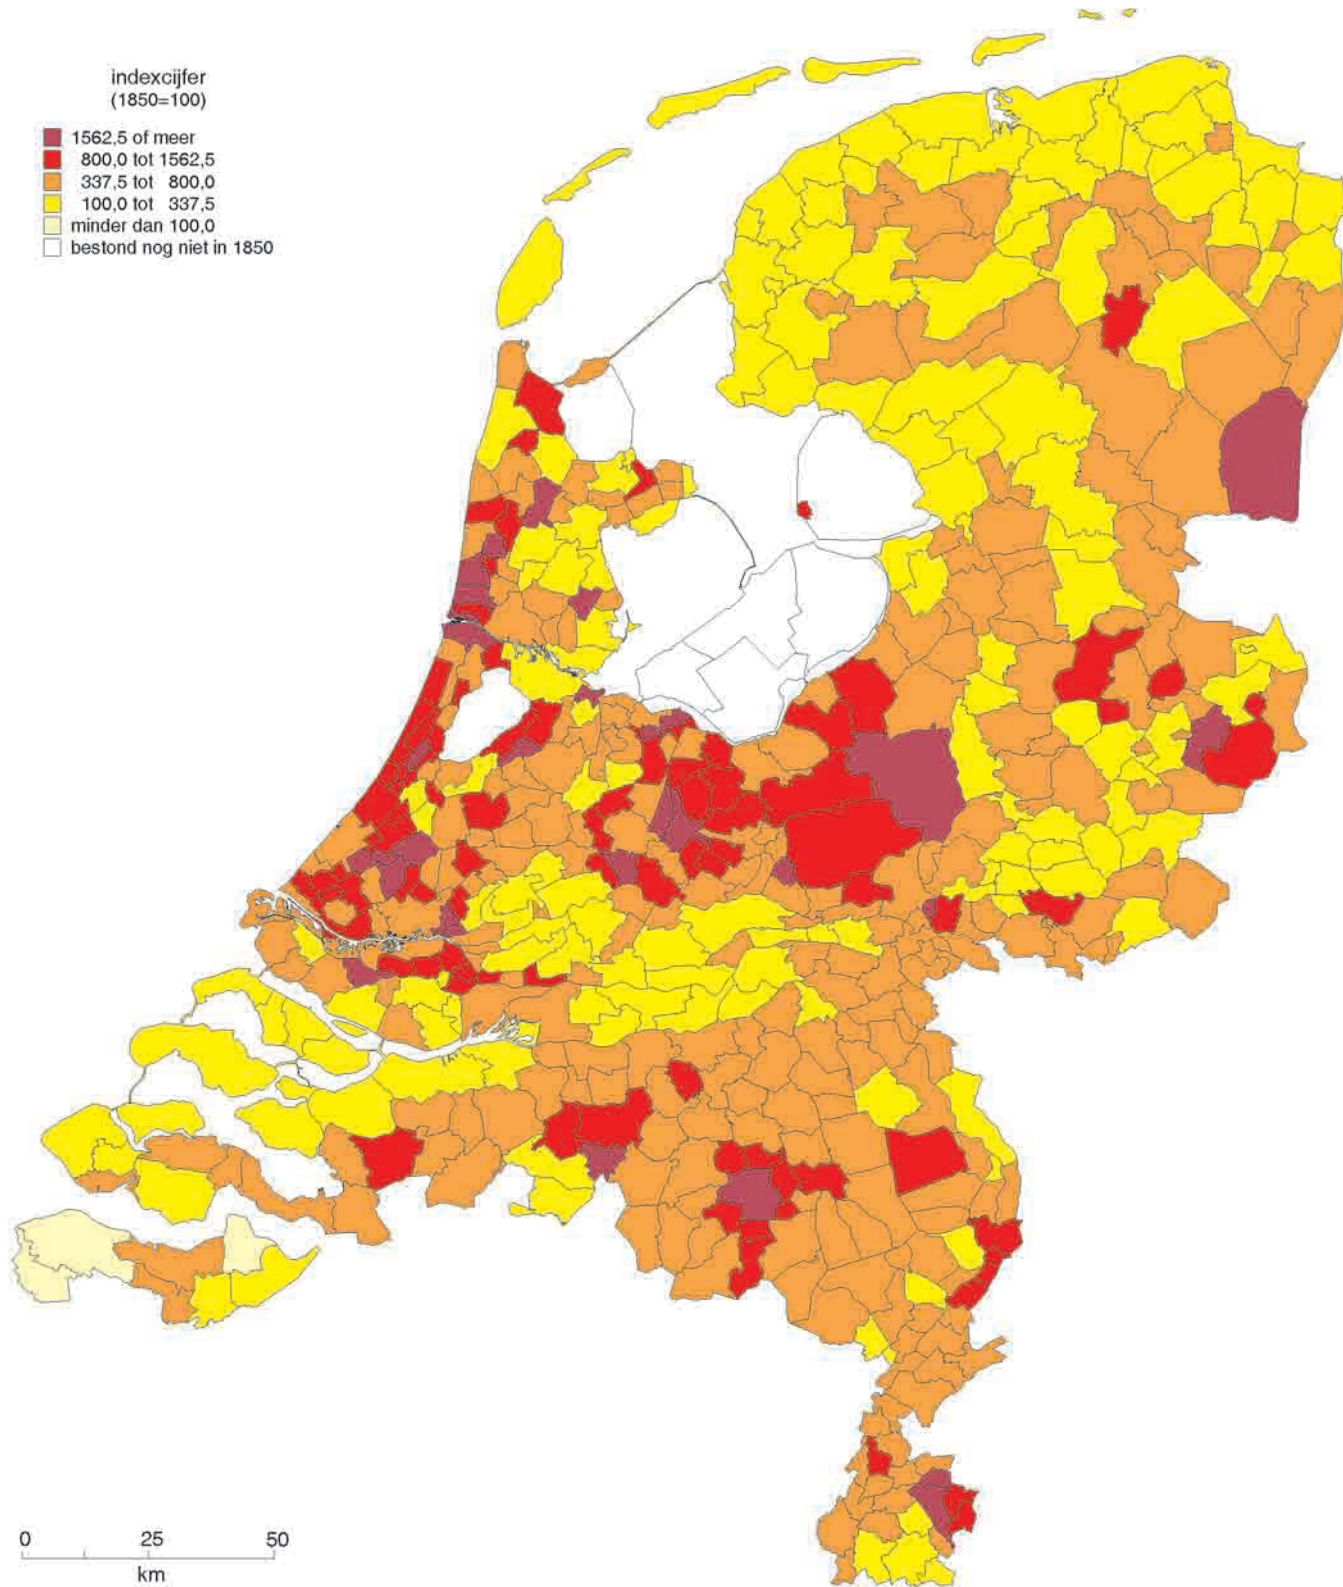 indexcijfer
(1850=100)
1562,5 of meer
800,0 tot 1562,5
337,5 tot 800,0
100,0 tot 337,5
minder dan 100,0
bestond nog niet in 1850
0 25 50
km